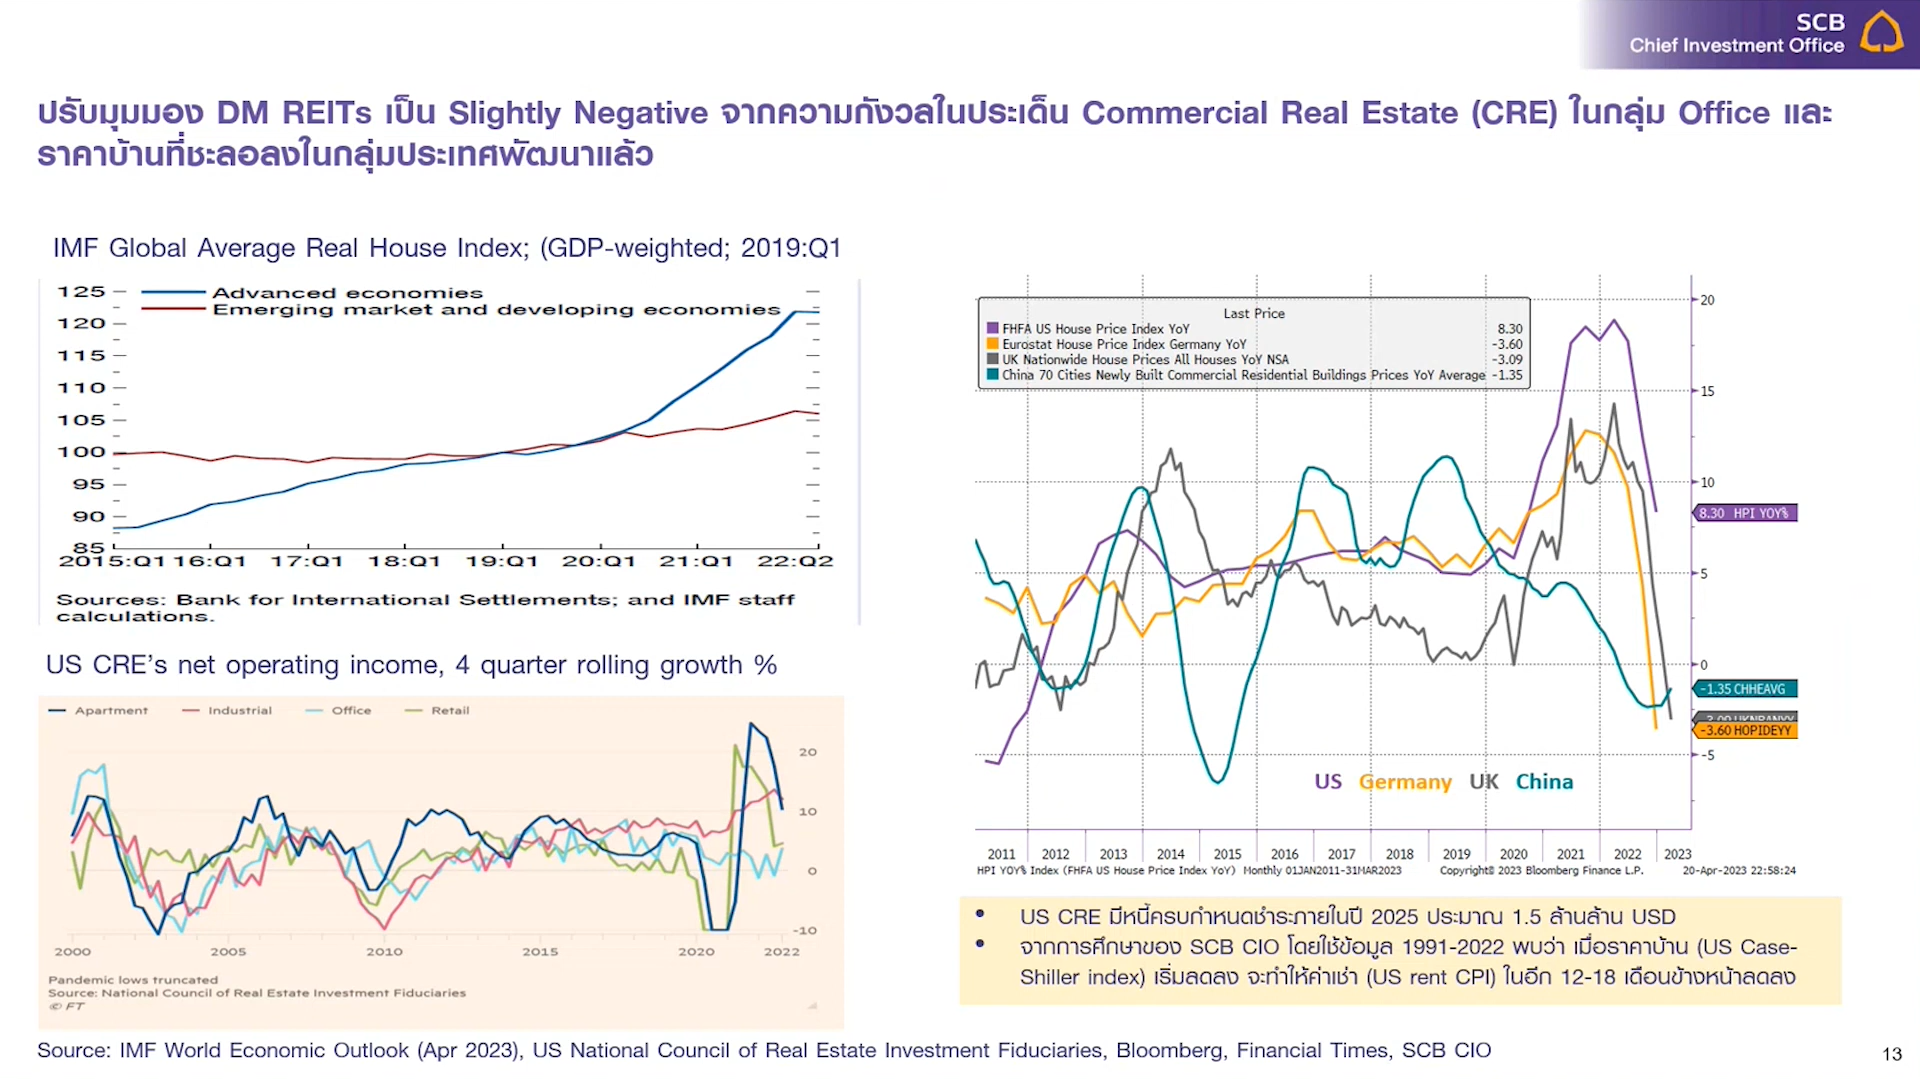 SCB
Chief Investment Office
ปรับมุมมอง DM REITs เป็น Slightly Negative จากความกังวลในประเด็น Commercial Real Estate (CRE) ในกลุ่ม Office และ
ราคาบ้านที่ชะลอลงในกลุ่มประเทศพัฒนาแล้ว
IMF Global Average Real House Index; (GDP-weighted; 2019:Q1
125
Advanced economies
Emerging market and developing economies
120
115
110
105
100
95
90
85
2015:Q1 16:Q1 17:Q1 18:Q1 19:Q1 20:Q1 21:Q1 22:Q2
Sources: Bank for International Settlements; and IMF staff
calculations.
US CRE's net operating income, 4 quarter rolling growth %
Apartment Industrial Office Retail
20
10
0
-10
2000 2005 2010 2015 2020 2022
Pandemic lows truncated
Source: National Council of Real Estate Investment Fiduciaries
© FT
Last Price
FHFA US House Price Index YoY 8.30
Eurostat House Price Index Germany YoY -3.60
UK Nationwide House Prices All Houses YoY NSA -3.09
China 70 Cities Newly Built Commercial Residential Buildings Prices YoY Average -1.35
20
15
10
8.30 HPI YOY%
5
0
-1.35 CHHEAVG
-3.09 UKNBANYY
-3.60 HOPIDEYY
-5
US Germany UK China
2011 2012 2013 2014 2015 2016 2017 2018 2019 2020 2021 2022 2023
HPI YOY% Index (FHFA US House Price Index YoY) Monthly 01JAN2011-31MAR2023 Copyright© 2023 Bloomberg Finance L.P. 20-Apr-2023 22:58:24
• US CRE มีหนี้ครบกำหนดชำระภายในปี 2025 ประมาณ 1.5 ล้านล้าน USD
• จากการศึกษาของ SCB CIO โดยใช้ข้อมูล 1991-2022 พบว่า เมื่อราคาบ้าน (US Case-
Shiller index) เริ่มลดลง จะทำให้ค่าเช่า (US rent CPI) ในอีก 12-18 เดือนข้างหน้าลดลง
Source: IMF World Economic Outlook (Apr 2023), US National Council of Real Estate Investment Fiduciaries, Bloomberg, Financial Times, SCB CIO
13